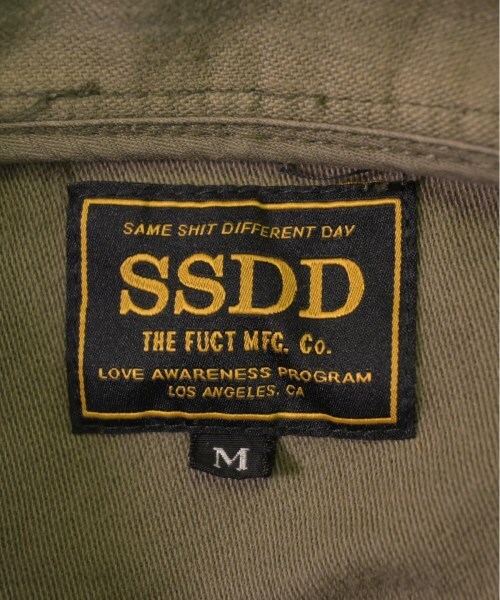 SAME SHIT DIFFERENT DAY
SSDD
THE FUCT MFG. Co.
LOVE AWARENESS PROGRAM
LOS ANGELES, CA
M